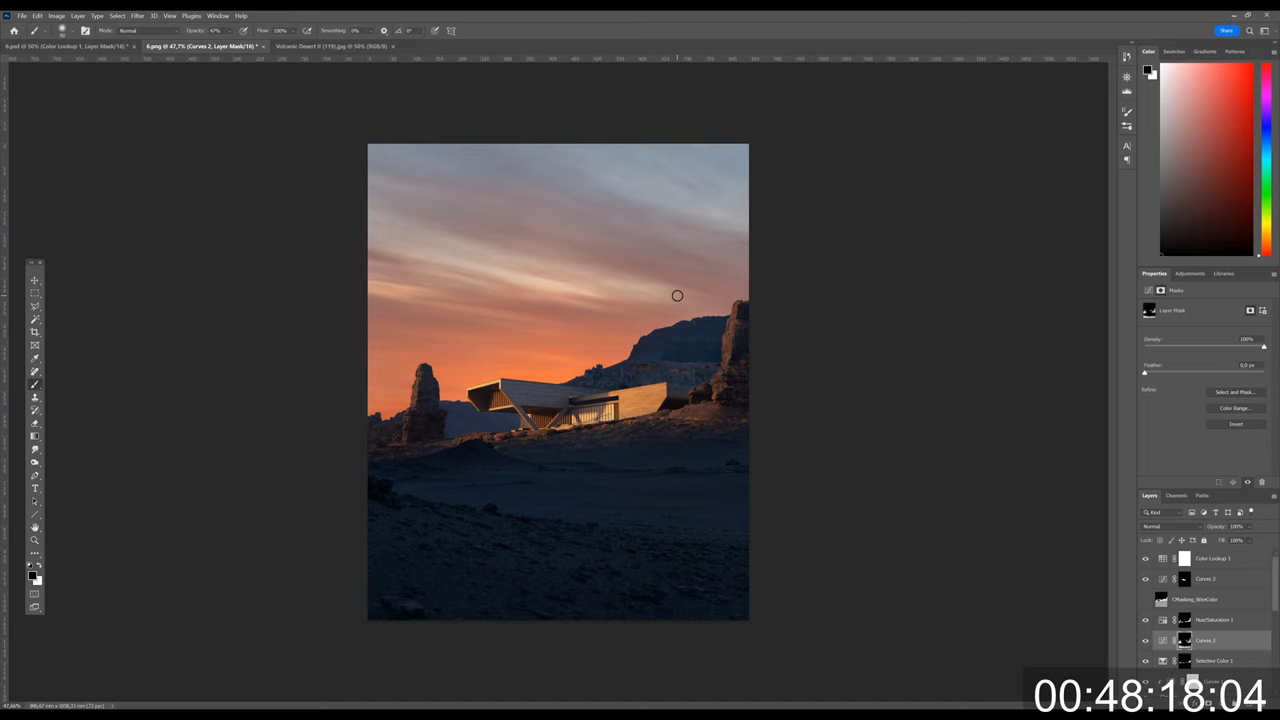 File Edit Image Layer Type Select Filter 3D View Plugins Window Help
Mode: Normal Opacity: 47% Flow: 100% Smoothing: 0% 0° Share
6.psd @ 50% (Color Lookup 1, Layer Mask/16) * × 6.png @ 47,7% (Curves 2, Layer Mask/16) * × Volcanic Desert II (119).jpg @ 50% (RGB/8) ×
Color Swatches Gradients Patterns
Properties Adjustments Libraries
Masks
Layer Mask
Density: 100%
Feather: 0,0 px
Refine: Select and Mask...
Color Range...
Invert
Layers Channels Paths
Kind
Normal Opacity: 100%
Lock: Fill: 100%
Color Lookup 1
Curves 3
CMasking_WireColor
Hue/Saturation 1
Curves 2
Selective Color 1
Curves
47,66%
00:48:18:04